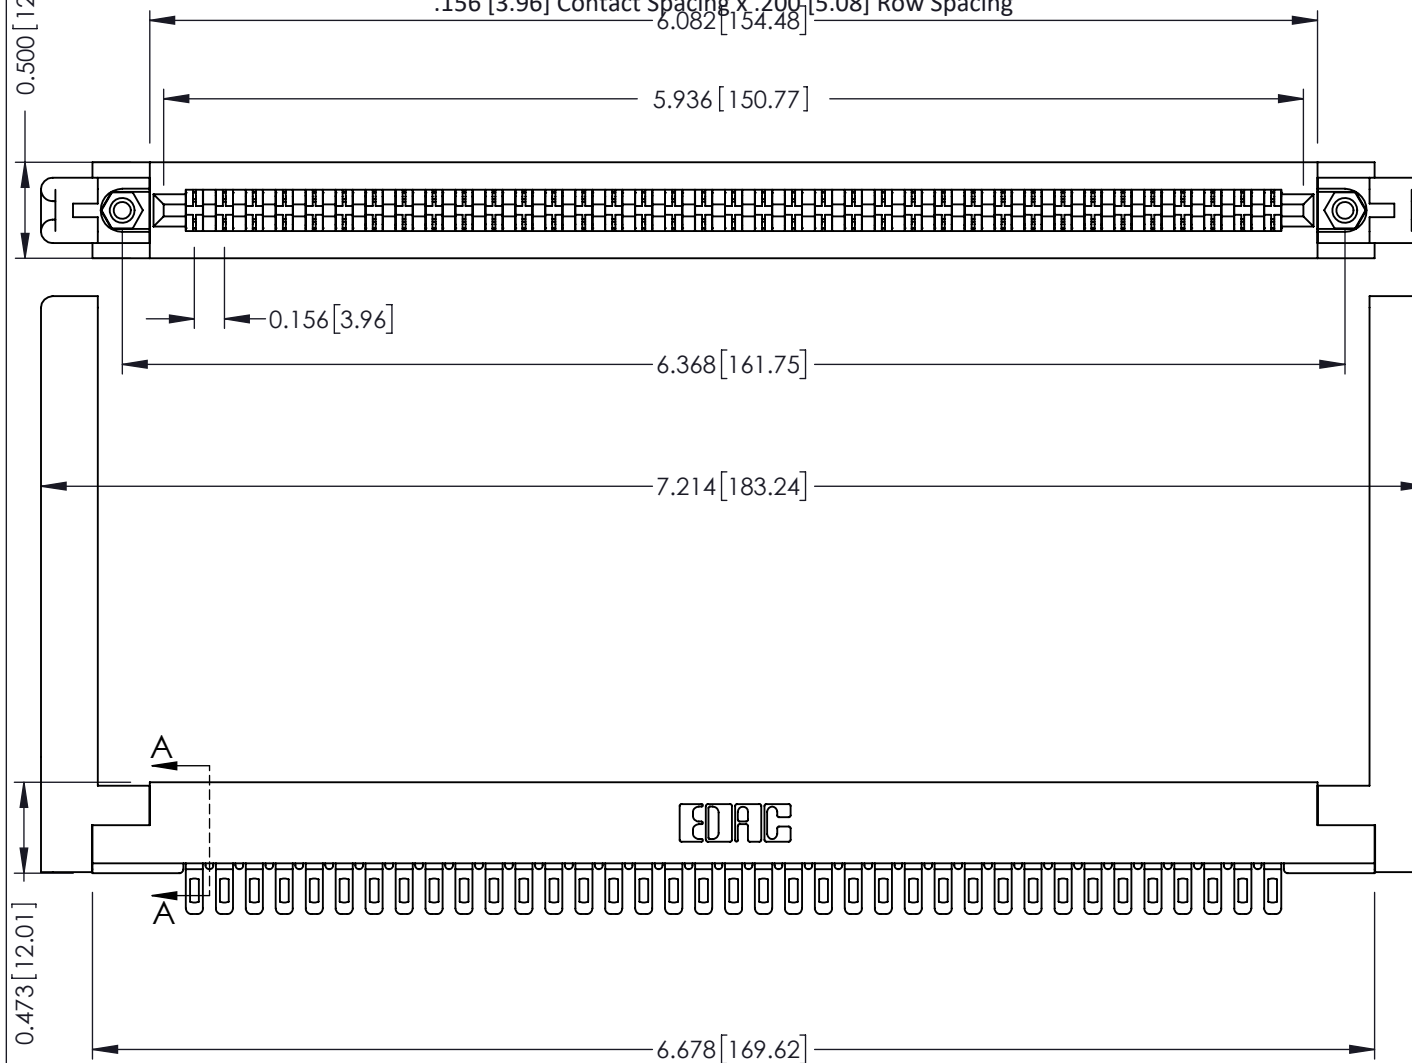 .156 [3.96] Contact Spacing x .200 [5.08] Row Spacing
6.082[154.48]
0.500
5.936[150.77]
0.156[3.96]
6.368[161.75]
7.214[183.24]
A
EDAC
A
0.473[12.01]
6.678[169.62]